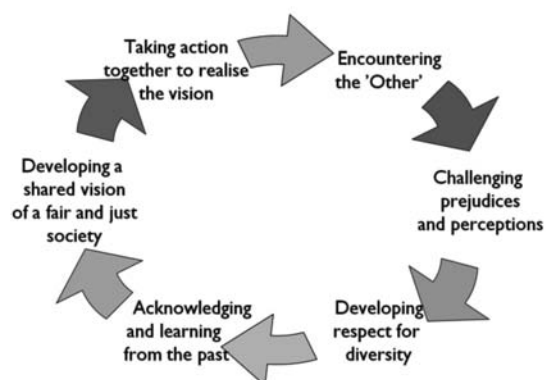 Taking action
together to realise
the vision
Encountering
the 'Other'
Challenging
prejudices
and perceptions
Developing
respect for
diversity
Acknowledging
and learning
from the past
Developing a
shared vision
of a fair and just
society